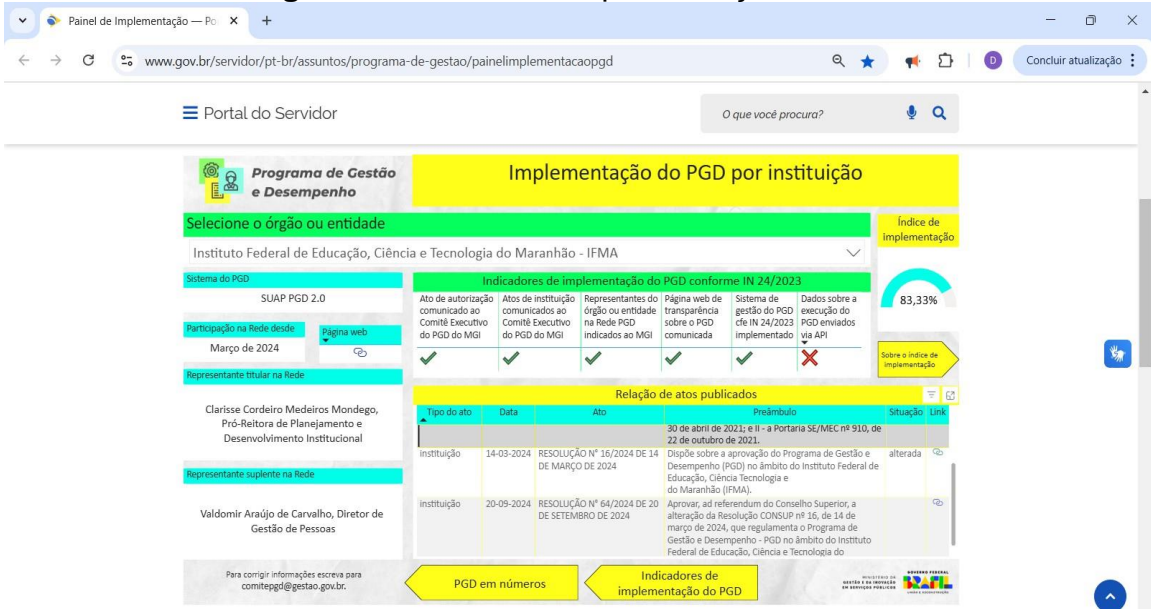 Painel de Implementação — Po
Concluir atualização
www.gov.br/servidor/pt-br/assuntos/programa-de-gestao/painelimplementacaopgd
D
Portal do Servidor
O que você procura?
Programa de Gestão
e Desempenho
Implementação do PGD por instituição
Selecione o órgão ou entidade
Índice de
implementação
Instituto Federal de Educação, Ciência e Tecnologia do Maranhão - IFMA
83,33%
Sobre o índice de
implementação
Sistema do PGD
SUAP PGD 2.0
Participação na Rede desde
Março de 2024
Página web
Representante titular na Rede
Clarisse Cordeiro Medeiros Mondego,
Pró-Reitora de Planejamento e
Desenvolvimento Institucional
Representante suplente na Rede
Valdomir Araújo de Carvalho, Diretor de
Gestão de Pessoas
Indicadores de implementação do PGD conforme IN 24/2023
Ato de autorização
comunicado ao
Comitê Executivo
do PGD do MGI
Atos de instituição
comunicados ao
Comitê Executivo
do PGD do MGI
Representantes do
órgão ou entidade
na Rede PGD
indicados ao MGI
Página web de
transparência
sobre o PGD
comunicada
Sistema de
gestão do PGD
cfe IN 24/2023
implementado
Dados sobre a
execução do
PGD enviados
via API
Relação de atos publicados
Tipo do ato Data Ato Preâmbulo Situação Link
30 de abril de 2021; e II - a Portaria SE/MEC nº 910, de
22 de outubro de 2021.
instituição 14-03-2024 RESOLUÇÃO N° 16/2024 DE 14
DE MARÇO DE 2024
Dispõe sobre a aprovação do Programa de Gestão e
Desempenho (PGD) no âmbito do Instituto Federal de
Educação, Ciência Tecnologia e
do Maranhão (IFMA).
alterada
instituição 20-09-2024 RESOLUÇÃO N° 64/2024 DE 20
DE SETEMBRO DE 2024
Aprovar, ad referendum do Conselho Superior, a
alteração da Resolução CONSUP nº 16, de 14 de
março de 2024, que regulamenta o Programa de
Gestão e Desempenho - PGD no âmbito do Instituto
Federal de Educação, Ciência e Tecnologia do
Para corrigir informações escreva para
comitepgd@gestao.gov.br.
PGD em números
Indicadores de
implementação do PGD
MINISTÉRIO DA
GESTÃO E DA INOVAÇÃO
EM SERVIÇOS PÚBLICOS
GOVERNO FEDERAL
BRASIL
UNIÃO E RECONSTRUÇÃO